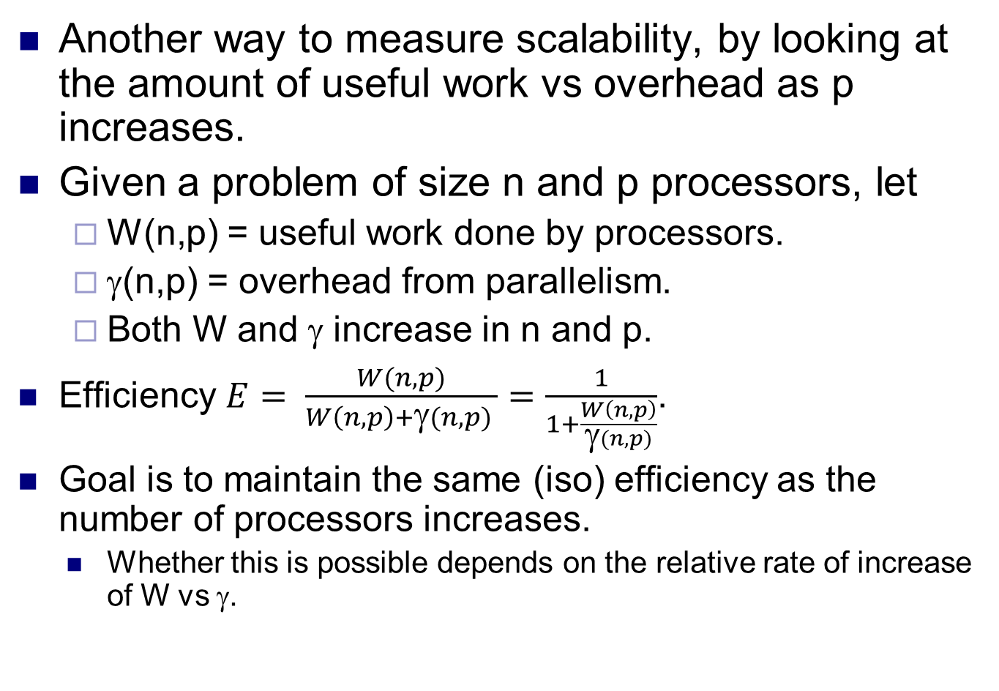 Another way to measure scalability, by looking at
the amount of useful work vs overhead as p
increases.
Given a problem of size n and p processors, let
W(n,p) = useful work done by processors.
γ(n,p) = overhead from parallelism.
Both W and γ increase in n and p.
Efficiency E = \frac{W(n,p)}{W(n,p)+γ(n,p)} = \frac{1}{1+\frac{W(n,p)}{γ(n,p)}}.
Goal is to maintain the same (iso) efficiency as the
number of processors increases.
Whether this is possible depends on the relative rate of increase
of W vs γ.